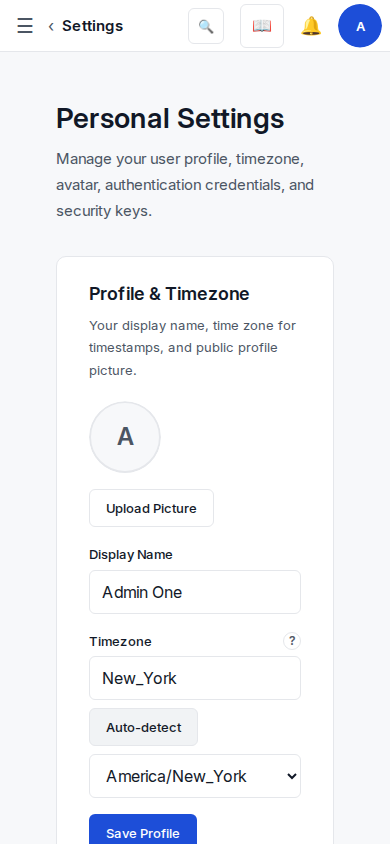 Settings
A
Personal Settings
Manage your user profile, timezone,
avatar, authentication credentials, and
security keys.
Profile & Timezone
Your display name, time zone for
timestamps, and public profile
picture.
A
Upload Picture
Display Name
Admin One
Timezone
?
New_York
Auto-detect
America/New_York
Save Profile